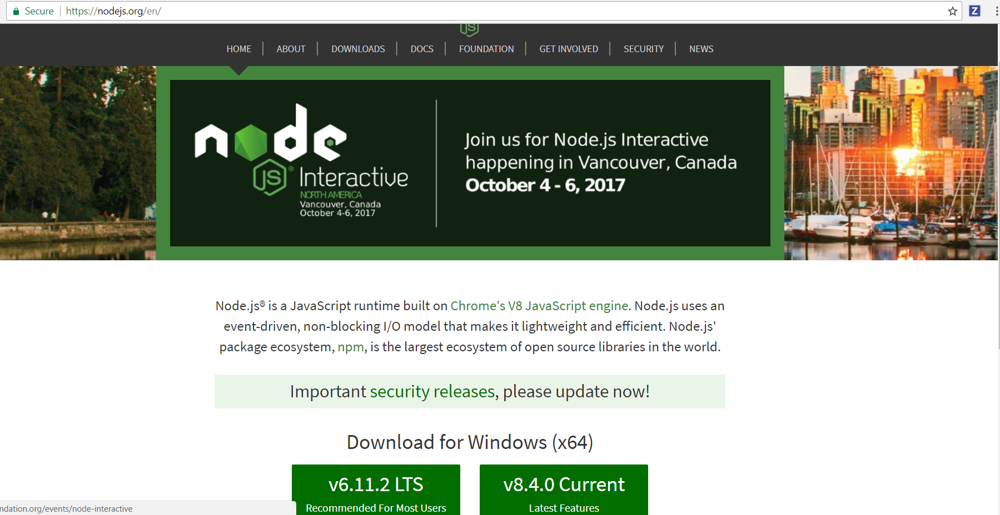 Secure https://nodejs.org/en/
Z
JS
HOME ABOUT DOWNLOADS DOCS FOUNDATION GET INVOLVED SECURITY NEWS
node
JS® Interactive
NORTH AMERICA
Vancouver, Canada
October 4-6, 2017
Join us for Node.js Interactive
happening in Vancouver, Canada
October 4 - 6, 2017
Node.js® is a JavaScript runtime built on Chrome's V8 JavaScript engine. Node.js uses an
event-driven, non-blocking I/O model that makes it lightweight and efficient. Node.js'
package ecosystem, npm, is the largest ecosystem of open source libraries in the world.
Important security releases, please update now!
Download for Windows (x64)
v6.11.2 LTS
Recommended For Most Users
v8.4.0 Current
Latest Features
ndation.org/events/node-interactive